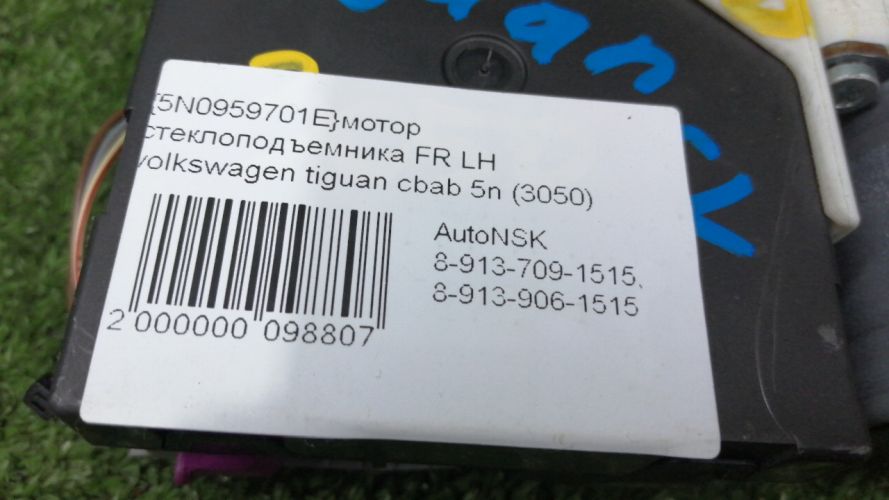 {5N0959701E}мотор
стеклоподъемника FR LH
volkswagen tiguan cbab 5n (3050)
AutoNSK
8-913-709-1515,
8-913-906-1515
2 000000 098807